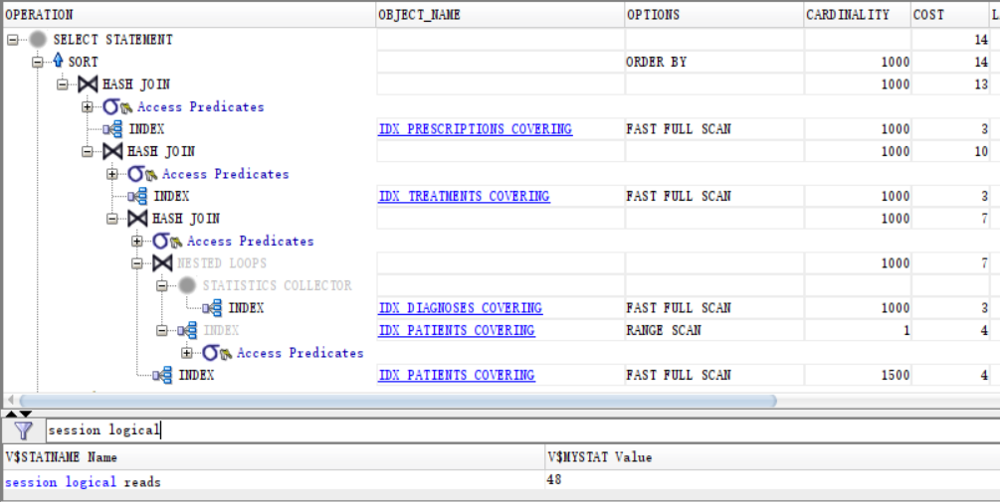 OPERATION OBJECT_NAME OPTIONS CARDINALITY COST L
SELECT STATEMENT 14
SORT ORDER BY 1000 14
HASH JOIN 1000 13
Access Predicates
INDEX IDX_PRESCRIPTIONS_COVERING FAST FULL SCAN 1000 3
HASH JOIN 1000 10
Access Predicates
INDEX IDX_TREATMENTS_COVERING FAST FULL SCAN 1000 3
HASH JOIN 1000 7
Access Predicates
NESTED LOOPS 1000 7
STATISTICS COLLECTOR
INDEX IDX_DIAGNOSES_COVERING FAST FULL SCAN 1000 3
INDEX IDX_PATIENTS_COVERING RANGE SCAN 1 4
Access Predicates
INDEX IDX_PATIENTS_COVERING FAST FULL SCAN 1500 4
session logical
V$STATNAME Name V$MYSTAT Value
session logical reads 48